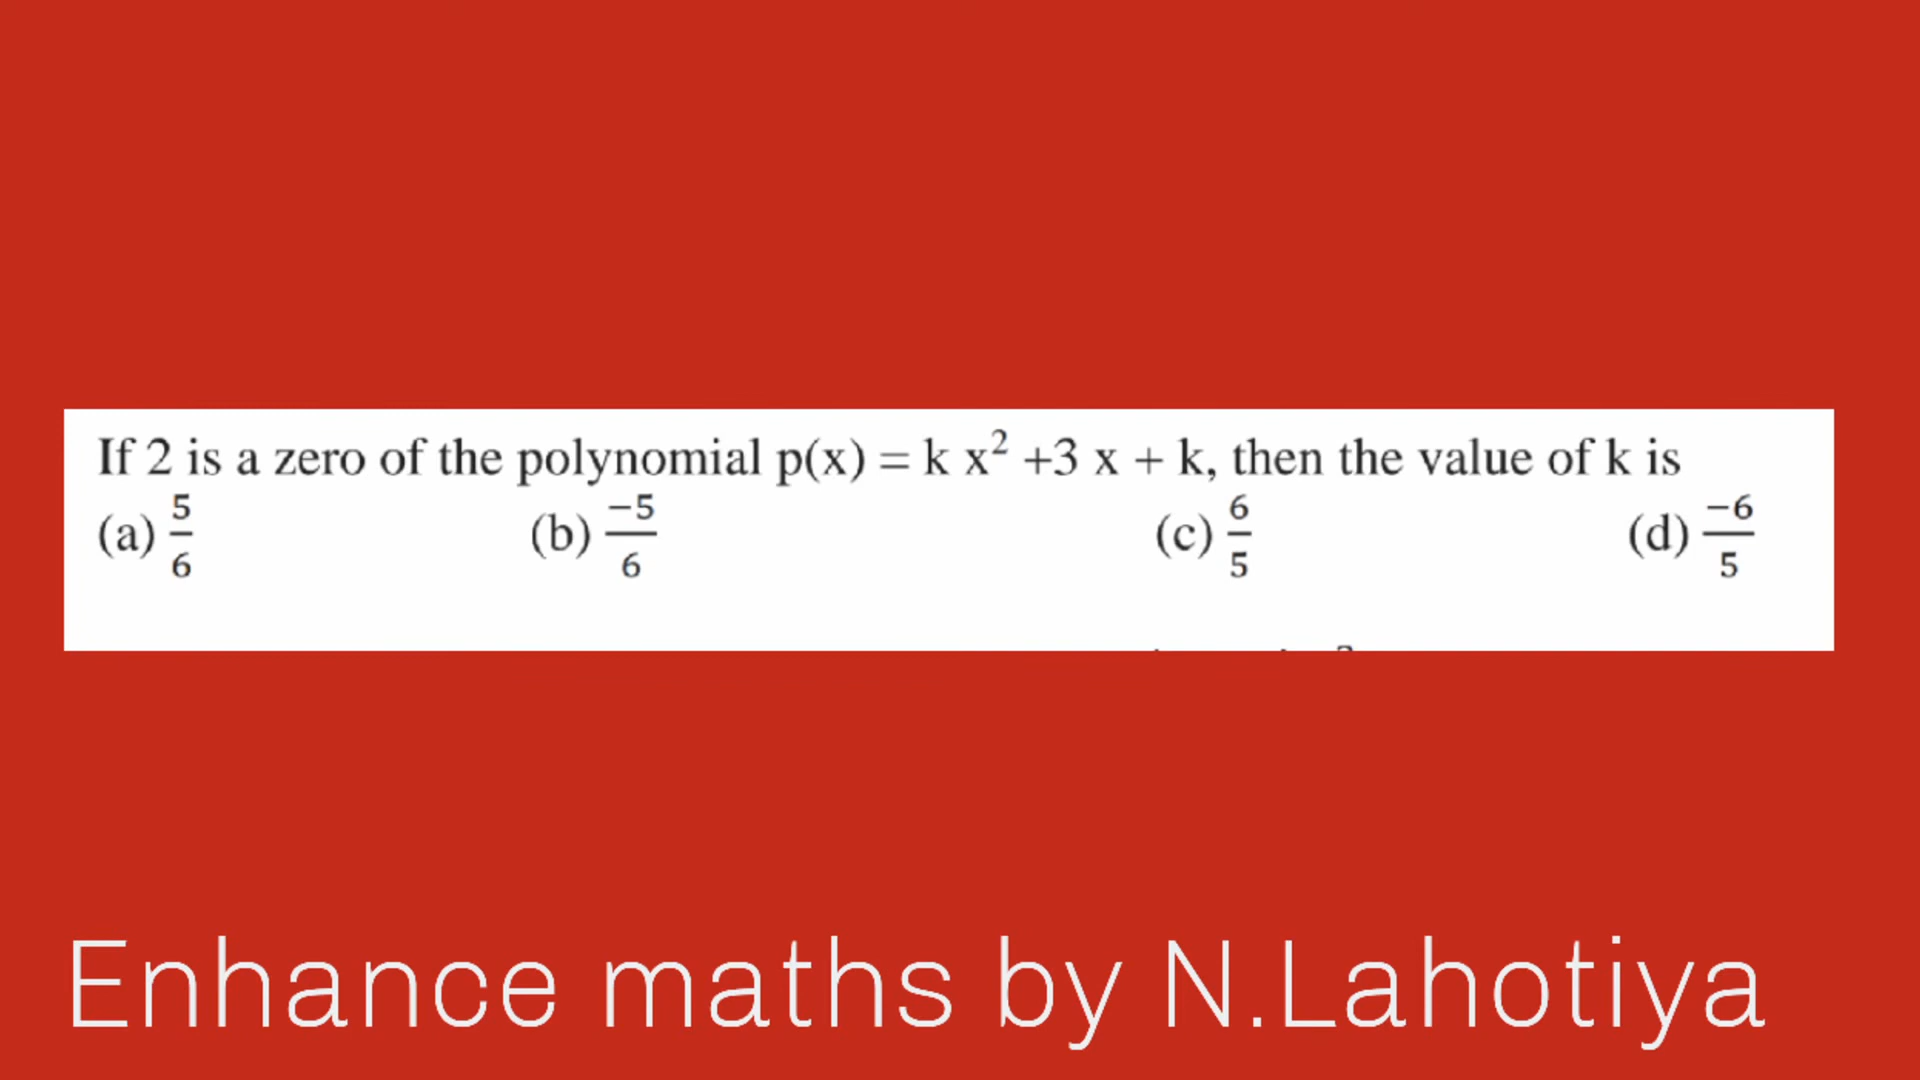 If 2 is a zero of the polynomial p(x) = k x² +3 x + k, then the value of k is
(a) 5/6 (b) −5/6 (c) 6/5 (d) −6/5
Enhance maths by N.Lahotiya